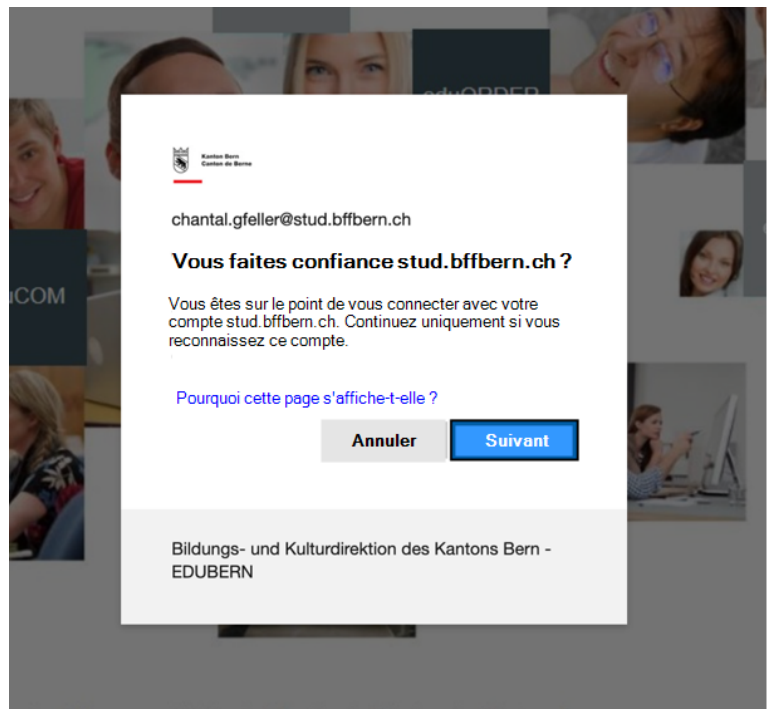 eduORDER
Kanton Bern
Canton de Berne
chantal.gfeller@stud.bffbern.ch
Vous faites confiance stud.bffbern.ch ?
COM
Vous êtes sur le point de vous connecter avec votre
compte stud.bffbern.ch. Continuez uniquement si vous
reconnaissez ce compte.
Pourquoi cette page s'affiche-t-elle ?
Annuler
Suivant
Bildungs- und Kulturdirektion des Kantons Bern -
EDUBERN